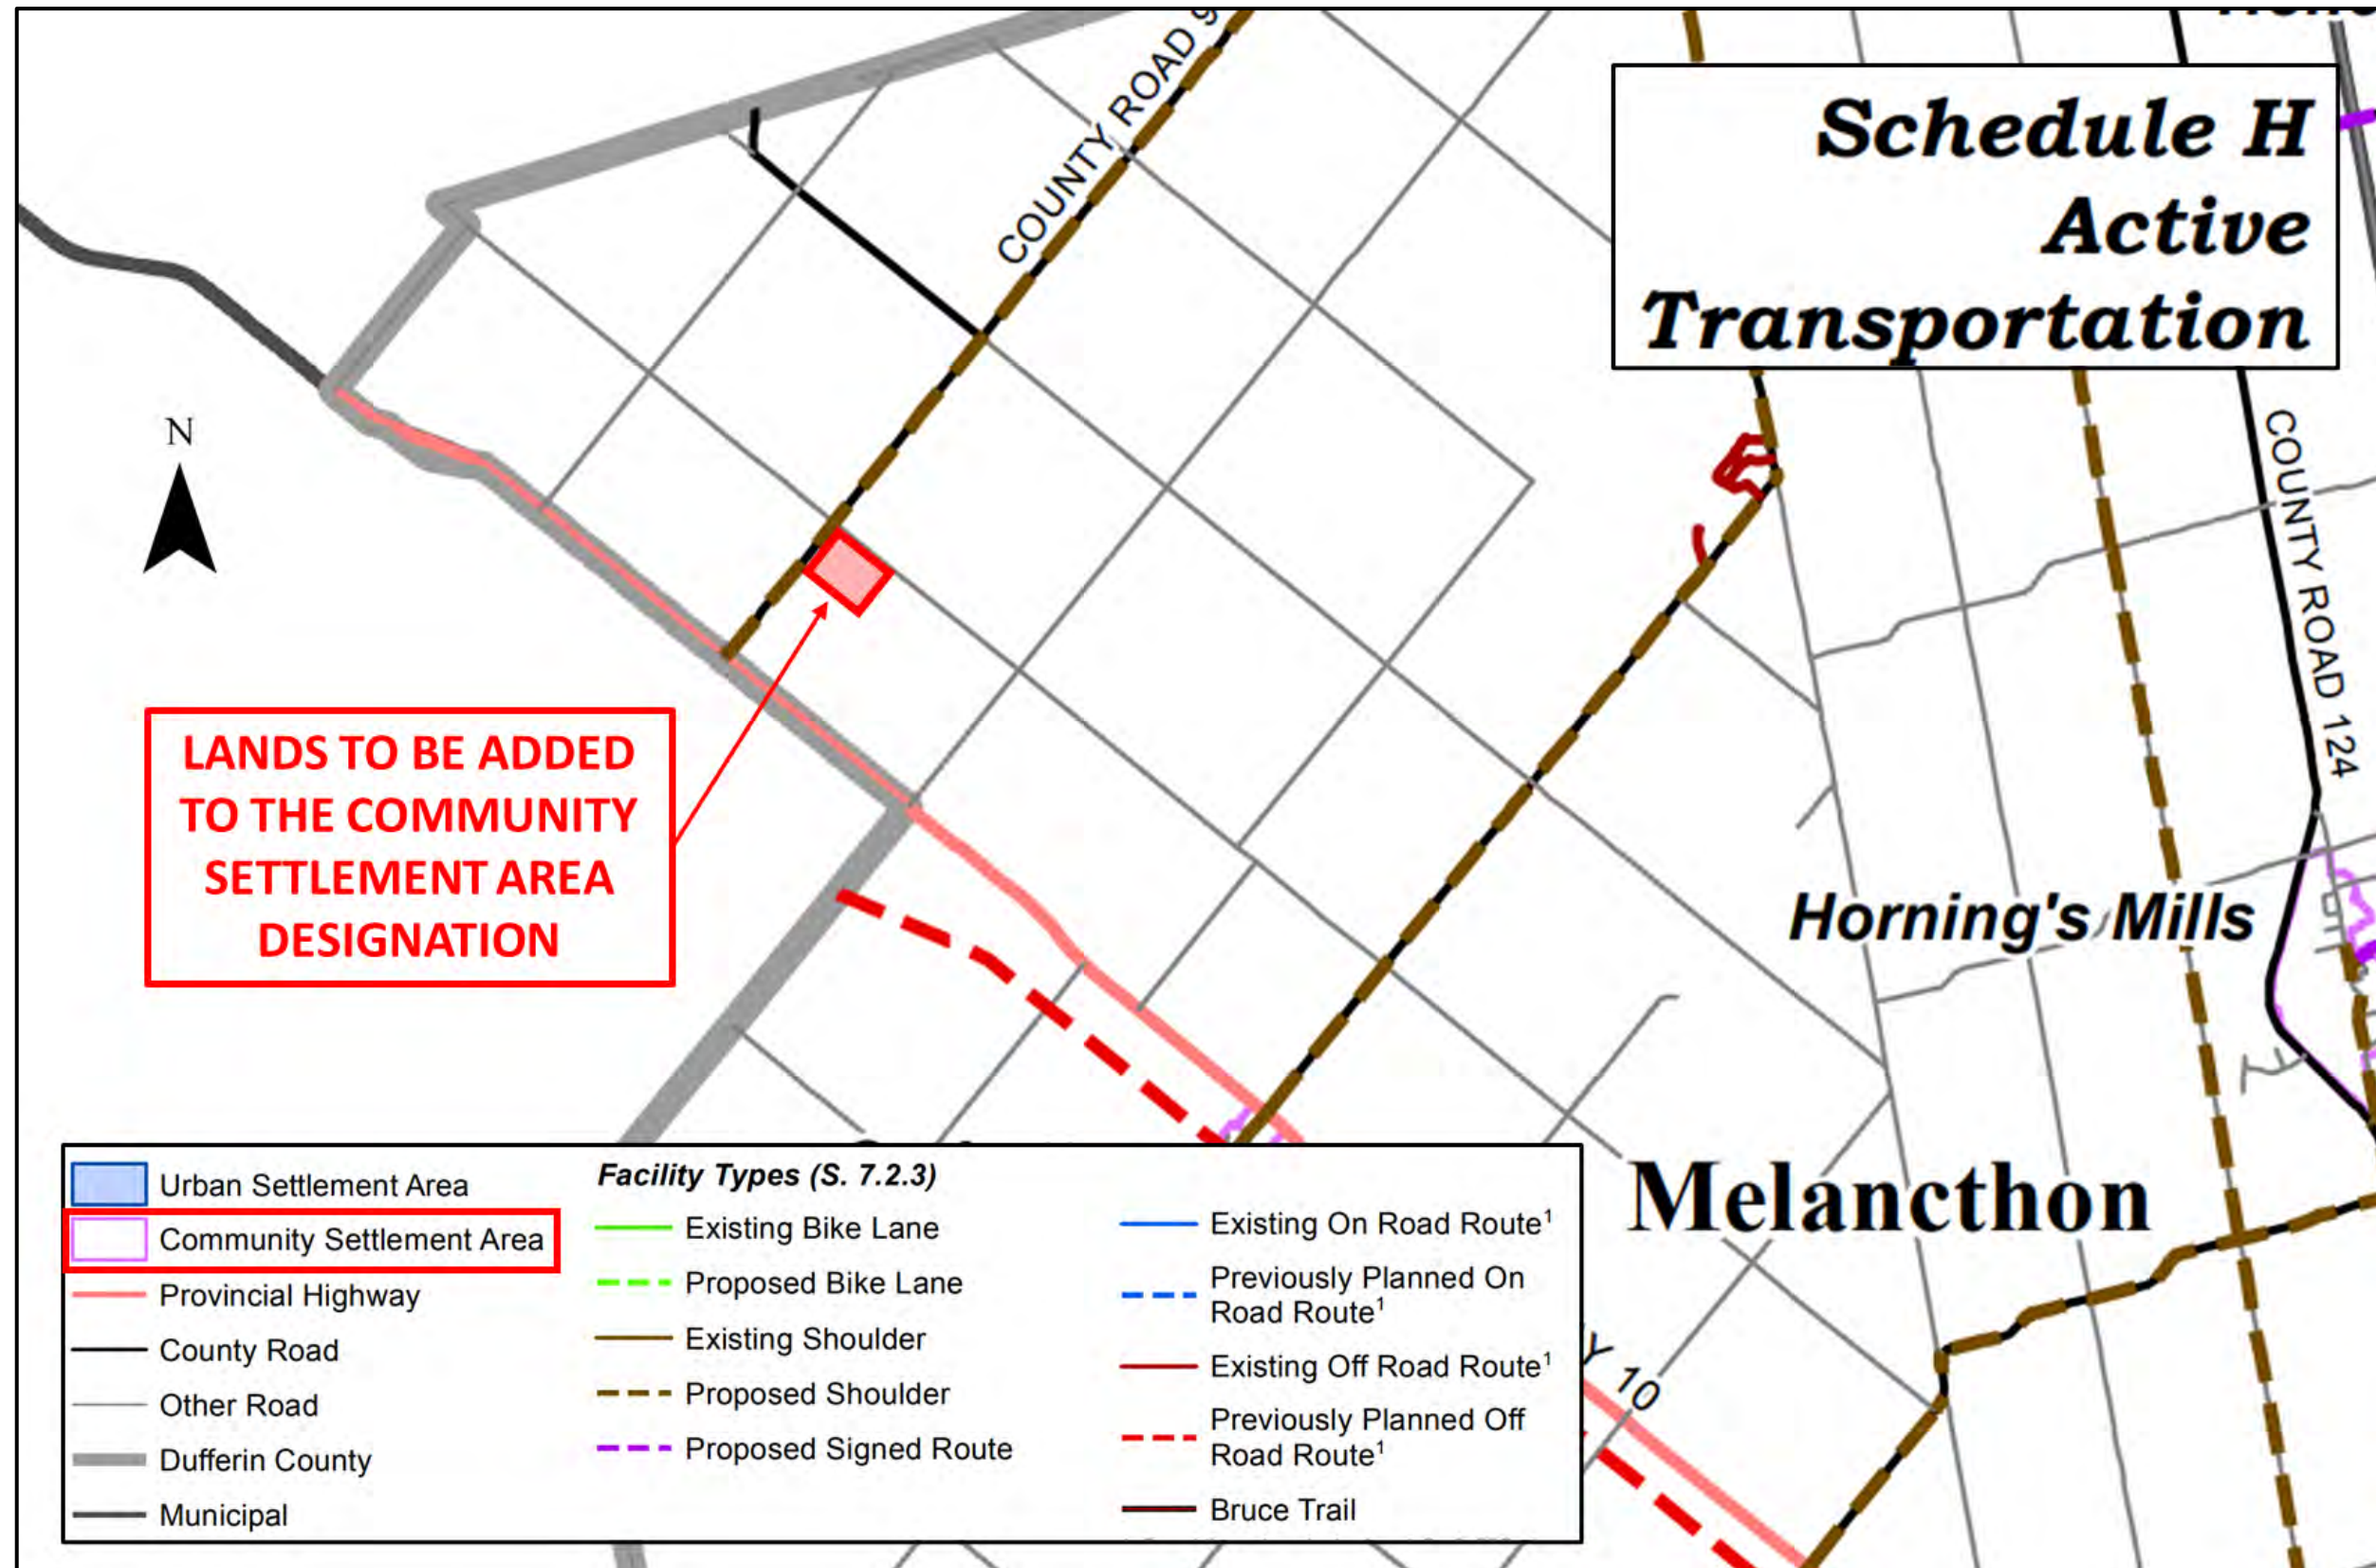 COUNTY ROAD 9
Schedule H
Active
Transportation
N
COUNTY ROAD 124
LANDS TO BE ADDED
TO THE COMMUNITY
SETTLEMENT AREA
DESIGNATION
Horning's Mills
Melancthon
10
Urban Settlement Area
Community Settlement Area
Provincial Highway
County Road
Other Road
Dufferin County
Municipal
Facility Types (S. 7.2.3)
Existing Bike Lane
Proposed Bike Lane
Existing Shoulder
Proposed Shoulder
Proposed Signed Route
Existing On Road Route¹
Previously Planned On
Road Route¹
Existing Off Road Route¹
Previously Planned Off
Road Route¹
Bruce Trail